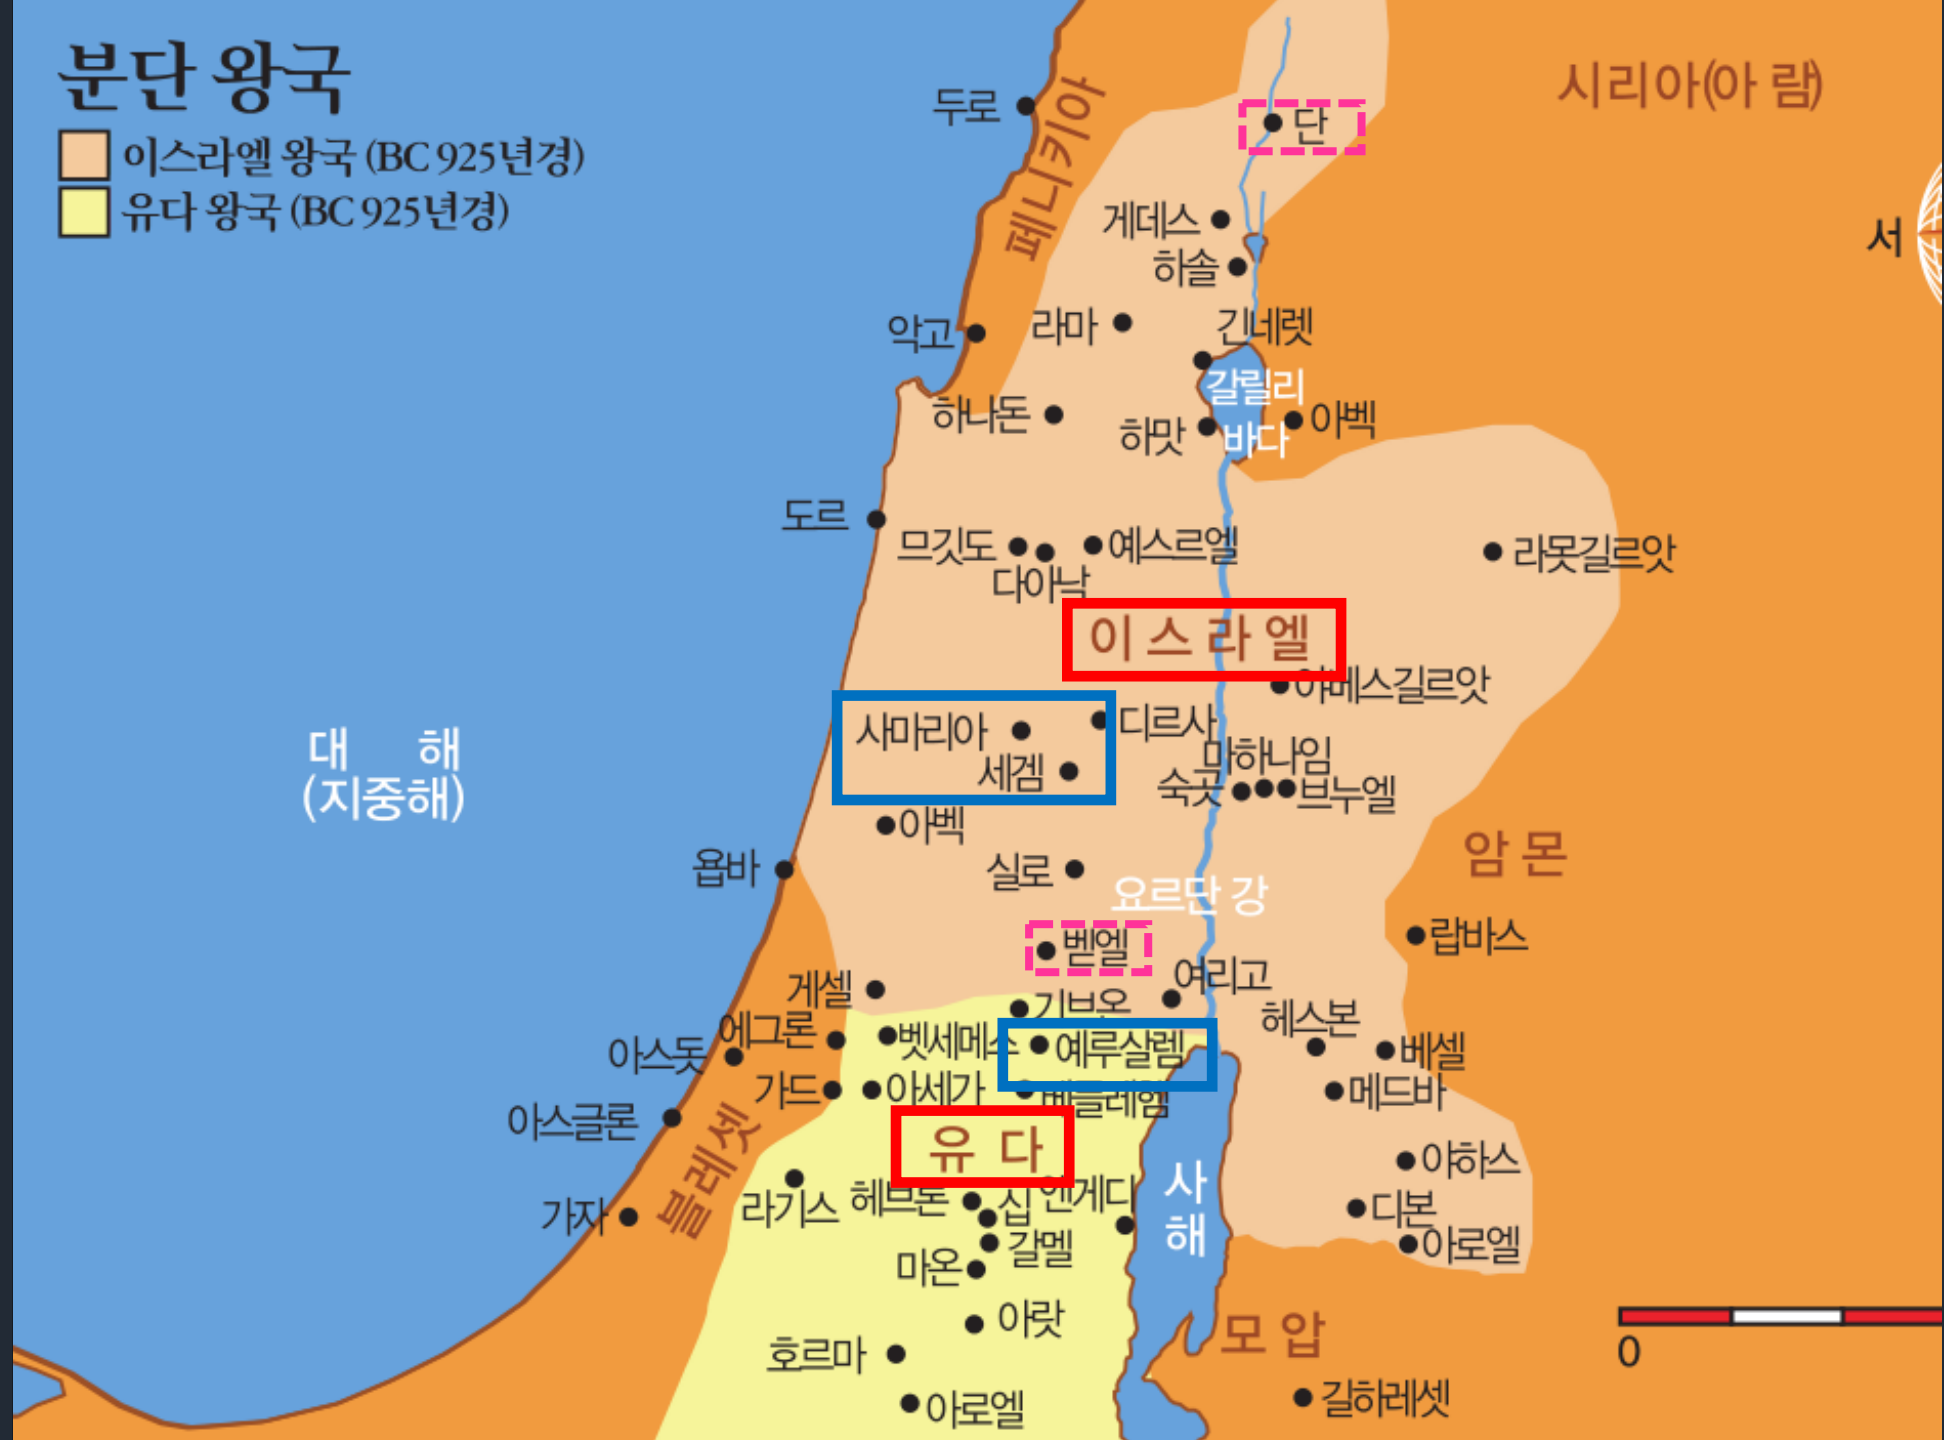 분단 왕국
이스라엘 왕국 (BC 925년경)
유다 왕국 (BC 925년경)
시리아(아 람)
두로
페니키아
단
게데스
서
하솔
악고
라마
긴네렛
갈릴리
바다
하나돈
하맛
아벡
도르
므깃도
다아낙
예스르엘
라못길르앗
이스라엘
야베스길르앗
사마리아
디르사
세겜
마하나임
숙곳
브누엘
대 해
(지중해)
아벡
욥바
실로
요르단 강
암 몬
랍바스
벧엘
여리고
게셀
기브온
헤스본
에그론
벳세메스
예루살렘
베셀
아스돗
가드
아세가
베들레헴
메드바
아스글론
블레셋
유 다
사
해
야하스
라기스
헤브론
십
엔게디
디본
가자
갈멜
아로엘
마온
아랏
모 압
호르마
0
아로엘
길하레셋